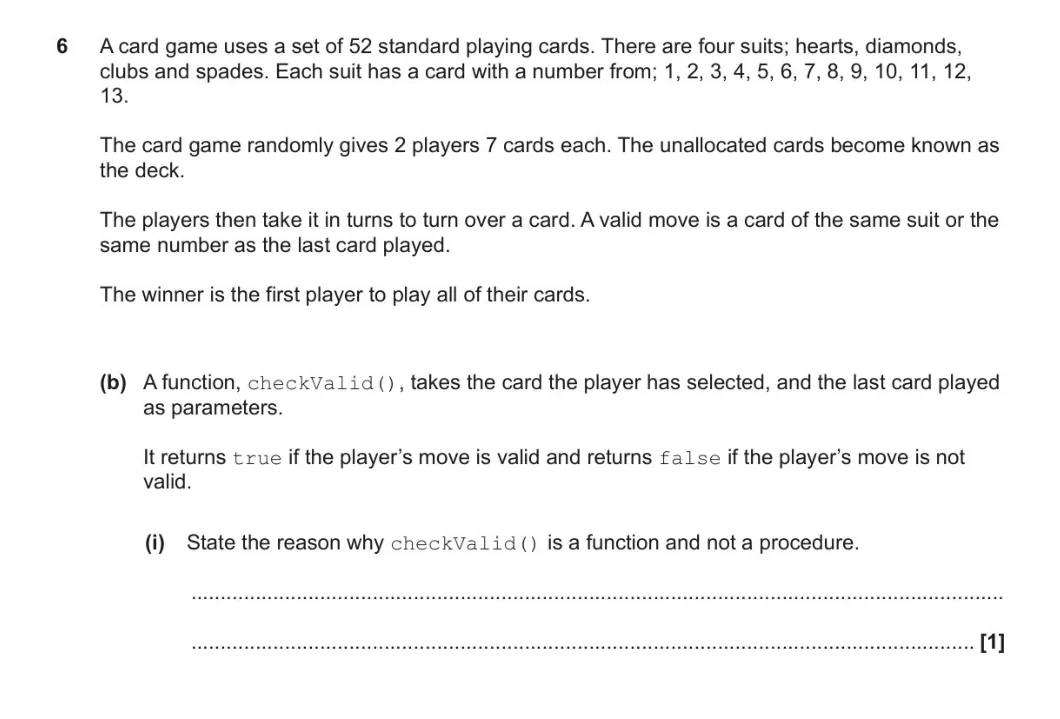 6 A card game uses a set of 52 standard playing cards. There are four suits; hearts, diamonds,
clubs and spades. Each suit has a card with a number from; 1, 2, 3, 4, 5, 6, 7, 8, 9, 10, 11, 12,
13.
The card game randomly gives 2 players 7 cards each. The unallocated cards become known as
the deck.
The players then take it in turns to turn over a card. A valid move is a card of the same suit or the
same number as the last card played.
The winner is the first player to play all of their cards.
(b) A function, checkValid(), takes the card the player has selected, and the last card played
as parameters.
It returns true if the player's move is valid and returns false if the player's move is not
valid.
(i) State the reason why checkValid() is a function and not a procedure.
[1]